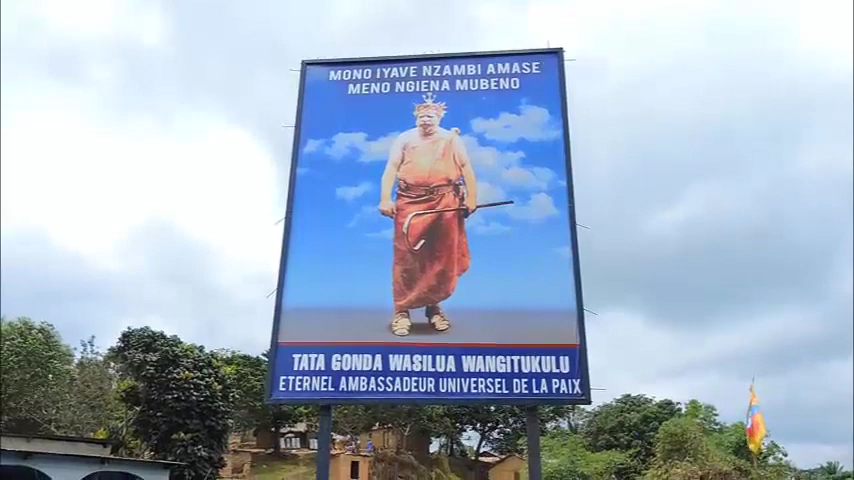 MONO IYAVE NZAMBI AMASE
MENO NGIENA MUBENO
TATA GONDA WASILUA WANGITUKULU
ETERNEL AMBASSADEUR UNIVERSEL DE LA PAIX